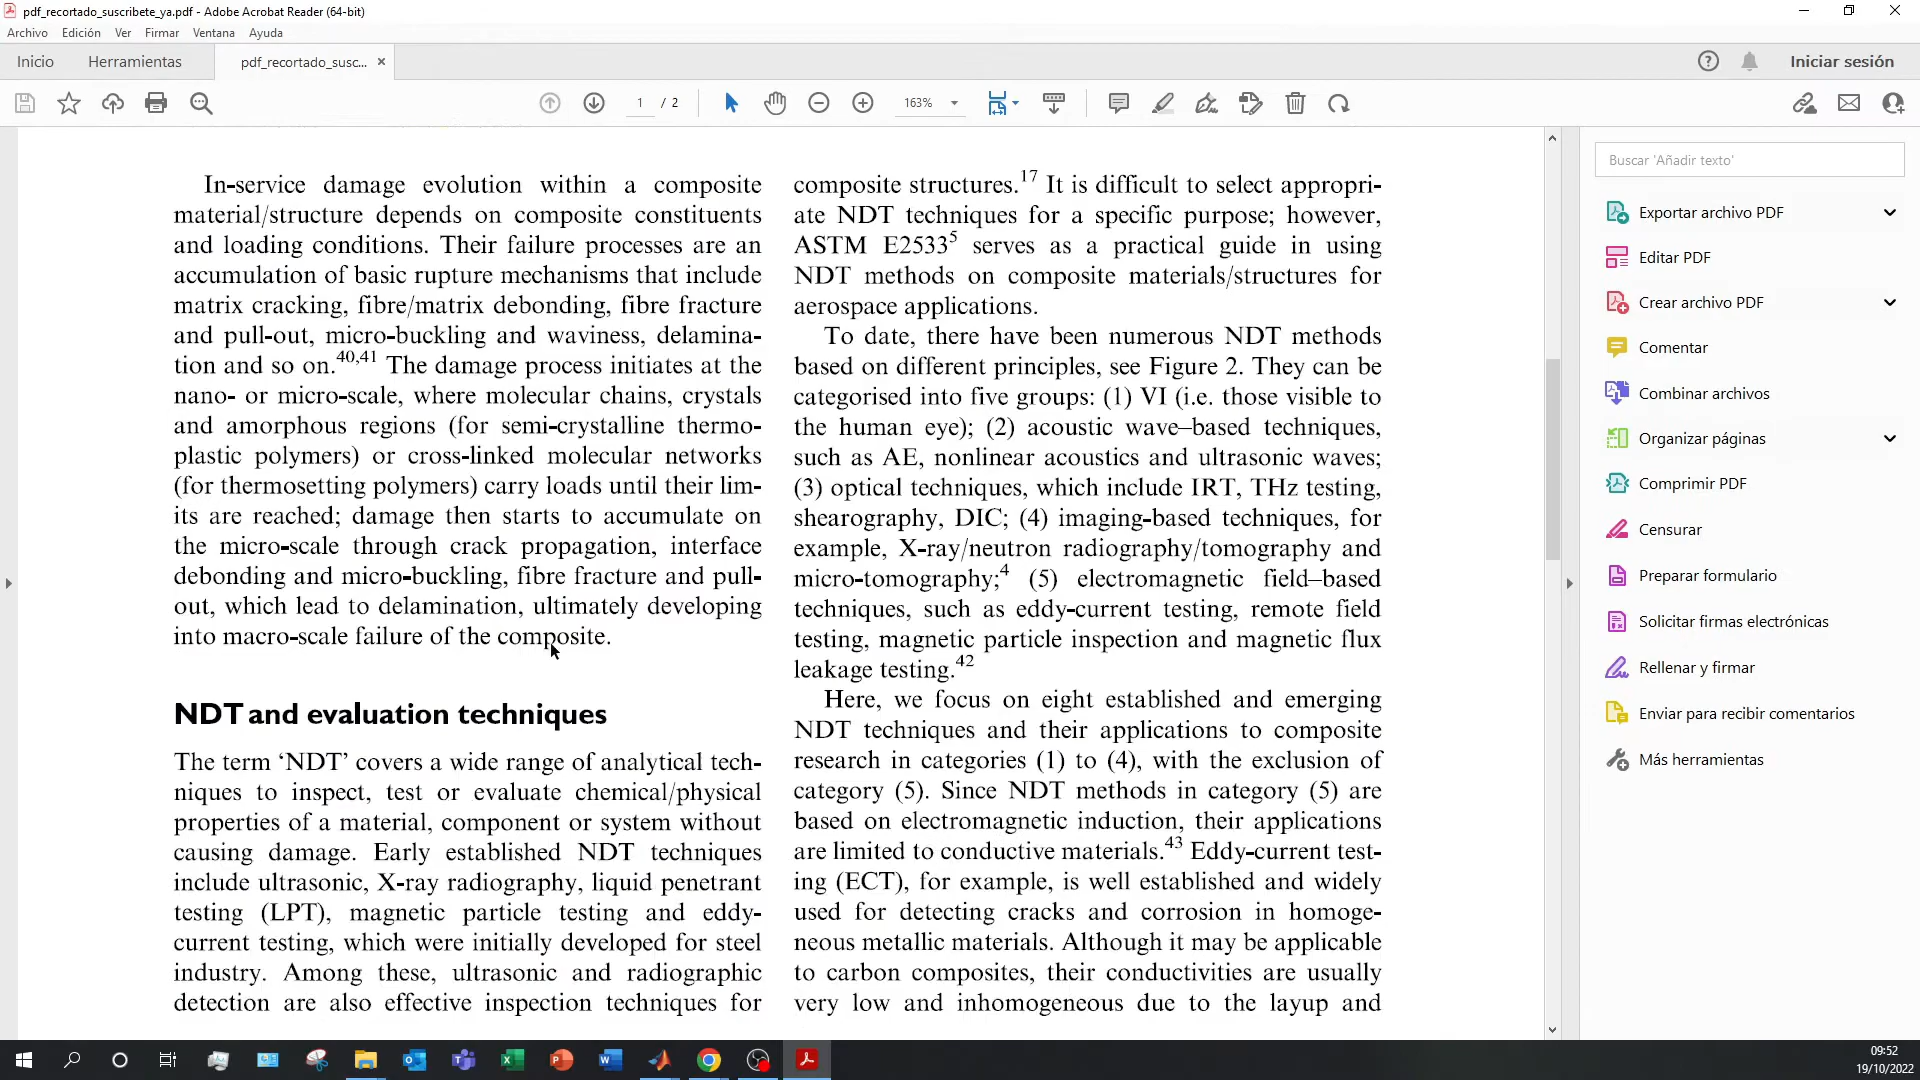 pdf_recortado_suscribete_ya.pdf - Adobe Acrobat Reader (64-bit)
Archivo Edición Ver Firmar Ventana Ayuda
Inicio Herramientas pdf_recortado_susc... ×
Iniciar sesión
1 / 2
163%
In-service damage evolution within a composite
material/structure depends on composite constituents
and loading conditions. Their failure processes are an
accumulation of basic rupture mechanisms that include
matrix cracking, fibre/matrix debonding, fibre fracture
and pull-out, micro-buckling and waviness, delamina-
tion and so on.40,41 The damage process initiates at the
nano- or micro-scale, where molecular chains, crystals
and amorphous regions (for semi-crystalline thermo-
plastic polymers) or cross-linked molecular networks
(for thermosetting polymers) carry loads until their lim-
its are reached; damage then starts to accumulate on
the micro-scale through crack propagation, interface
debonding and micro-buckling, fibre fracture and pull-
out, which lead to delamination, ultimately developing
into macro-scale failure of the composite.
NDT and evaluation techniques
The term ‘NDT’ covers a wide range of analytical tech-
niques to inspect, test or evaluate chemical/physical
properties of a material, component or system without
causing damage. Early established NDT techniques
include ultrasonic, X-ray radiography, liquid penetrant
testing (LPT), magnetic particle testing and eddy-
current testing, which were initially developed for steel
industry. Among these, ultrasonic and radiographic
detection are also effective inspection techniques for
composite structures.17 It is difficult to select appropri-
ate NDT techniques for a specific purpose; however,
ASTM E25335 serves as a practical guide in using
NDT methods on composite materials/structures for
aerospace applications.
To date, there have been numerous NDT methods
based on different principles, see Figure 2. They can be
categorised into five groups: (1) VI (i.e. those visible to
the human eye); (2) acoustic wave–based techniques,
such as AE, nonlinear acoustics and ultrasonic waves;
(3) optical techniques, which include IRT, THz testing,
shearography, DIC; (4) imaging-based techniques, for
example, X-ray/neutron radiography/tomography and
micro-tomography;4 (5) electromagnetic field–based
techniques, such as eddy-current testing, remote field
testing, magnetic particle inspection and magnetic flux
leakage testing.42
Here, we focus on eight established and emerging
NDT techniques and their applications to composite
research in categories (1) to (4), with the exclusion of
category (5). Since NDT methods in category (5) are
based on electromagnetic induction, their applications
are limited to conductive materials.43 Eddy-current test-
ing (ECT), for example, is well established and widely
used for detecting cracks and corrosion in homoge-
neous metallic materials. Although it may be applicable
to carbon composites, their conductivities are usually
very low and inhomogeneous due to the layup and
Buscar 'Añadir texto'
Exportar archivo PDF
Editar PDF
Crear archivo PDF
Comentar
Combinar archivos
Organizar páginas
Comprimir PDF
Censurar
Preparar formulario
Solicitar firmas electrónicas
Rellenar y firmar
Enviar para recibir comentarios
Más herramientas
09:52
19/10/2022